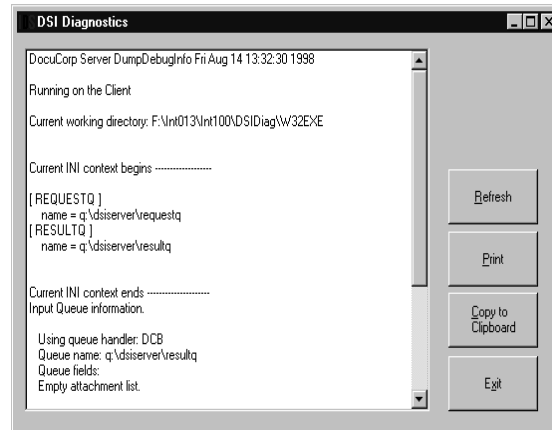 DSI Diagnostics
DocuCorp Server DumpDebugInfo Fri Aug 14 13:32:30 1998
Running on the Client
Current working directory: F:\Int013\Int100\DSIDiag\W32EXE
Current INI context begins -------------------
[ REQUESTQ ]
name = q:\dsiserver\requestq
[ RESULTQ ]
name = q:\dsiserver\resultq
Current INI context ends ---------------------
Input Queue information.
Using queue handler: DCB
Queue name: q:\dsiserver\resultq
Queue fields:
Empty attachment list.
Refresh
Print
Copy to
Clipboard
Exit